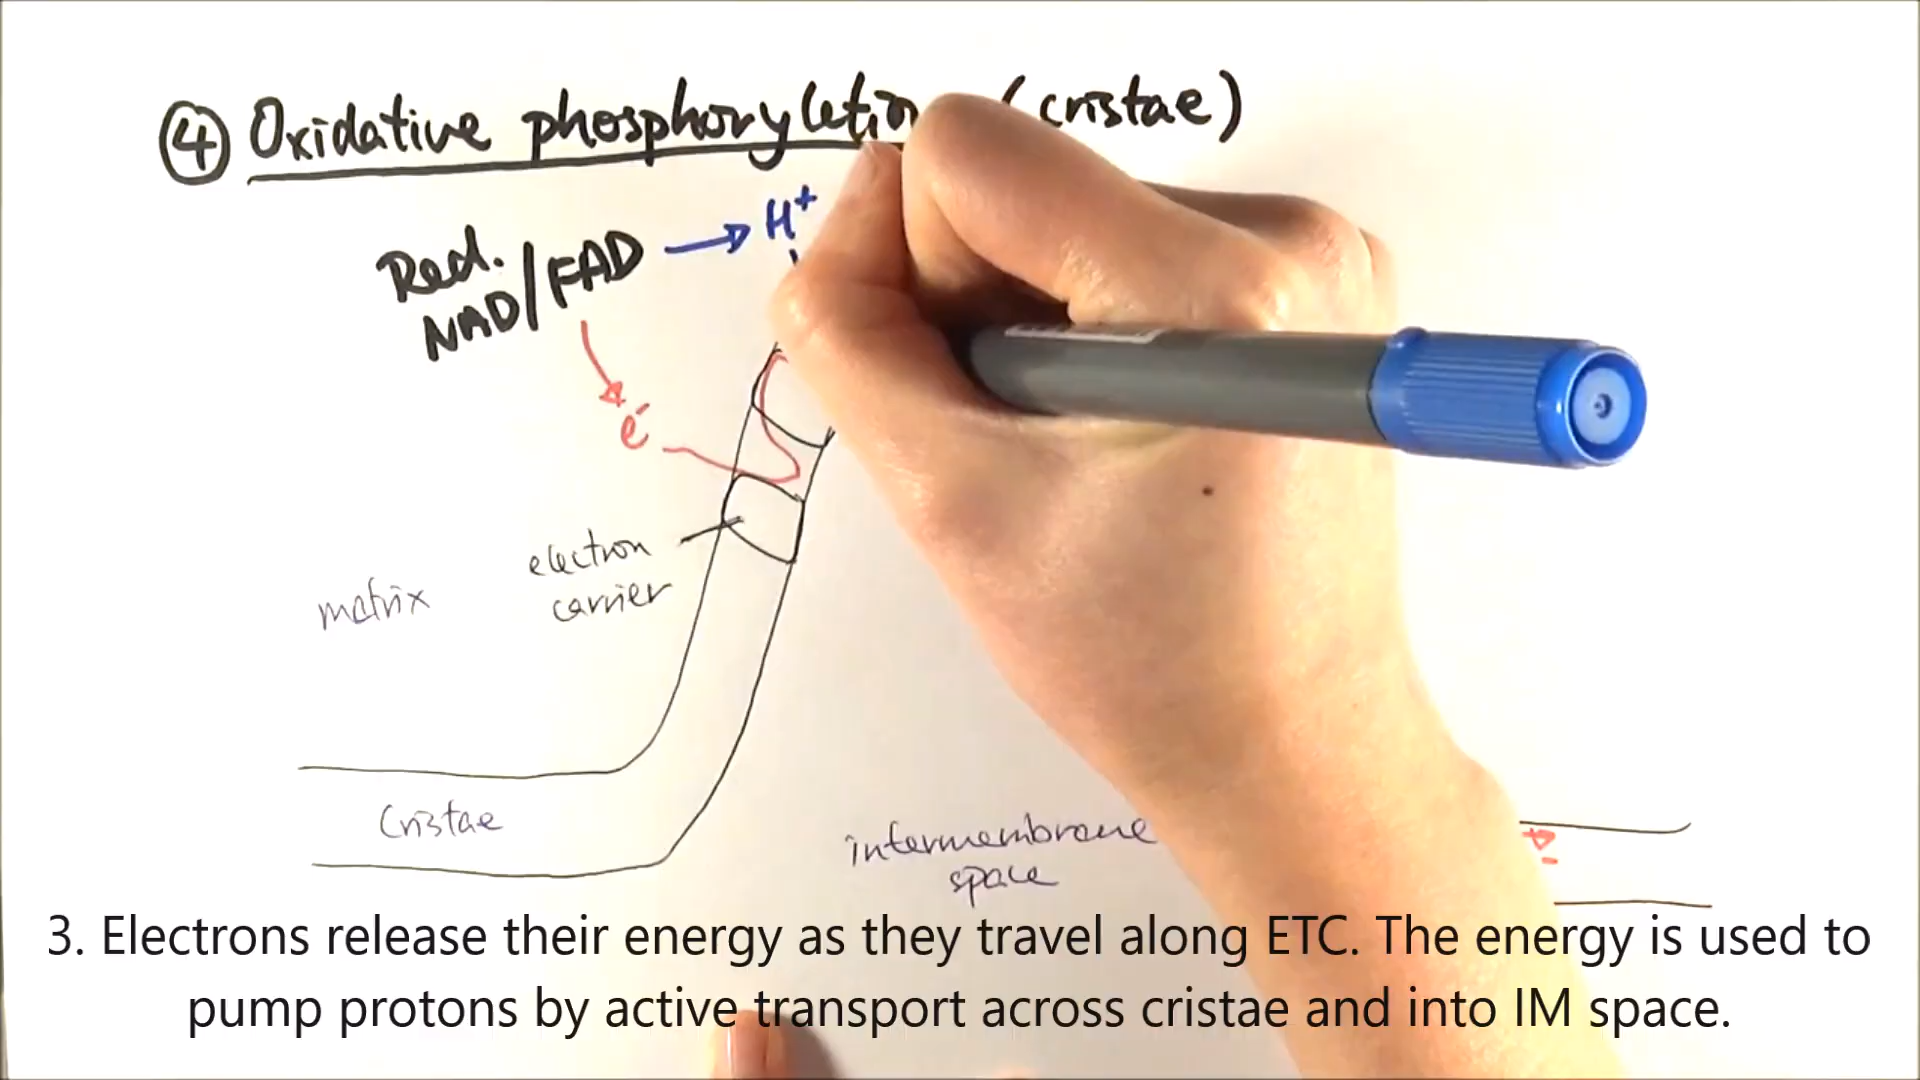 ④ Oxidative phosphorylatio (cristae)
Red. → H⁺
NAD/FAD
e⁻
electron
carrier
matrix
Cristae
intermembrane
space
3. Electrons release their energy as they travel along ETC. The energy is used to
pump protons by active transport across cristae and into IM space.